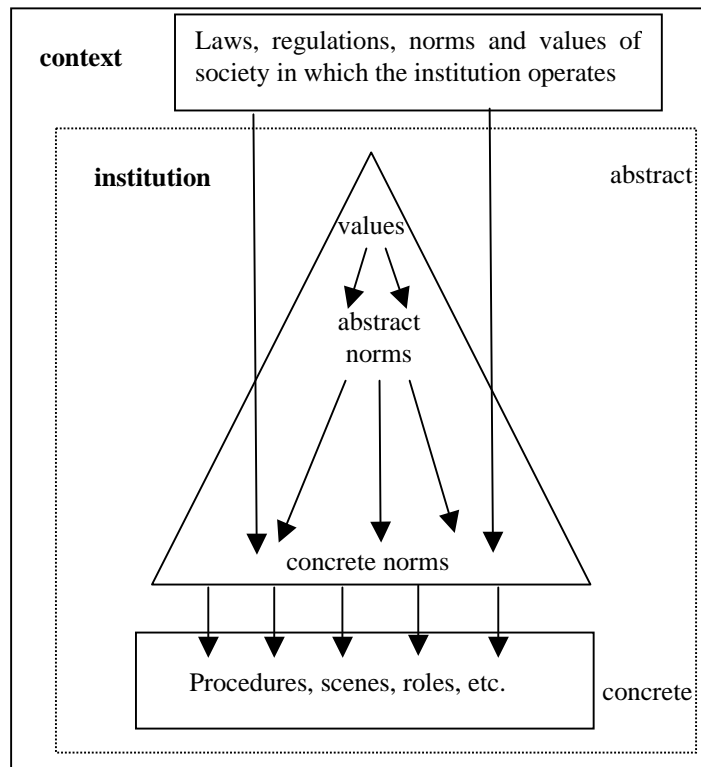 Laws, regulations, norms and values of
society in which the institution operates
context
institution
abstract
values
abstract
norms
concrete norms
Procedures, scenes, roles, etc.
concrete